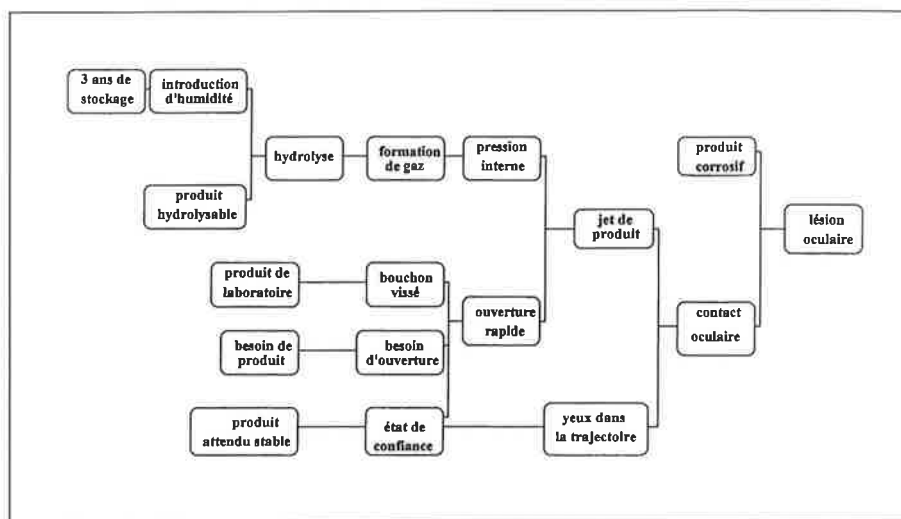 3 ans de
stockage
introduction
d'humidité
produit
hydrolysable
hydrolyse
formation
de gaz
pression
interne
produit
corrosif
jet de
produit
lésion
oculaire
produit de
laboratoire
bouchon
vissé
ouverture
rapide
contact
oculaire
besoin de
produit
besoin
d'ouverture
produit
attendu stable
état de
confiance
yeux dans
la trajectoire